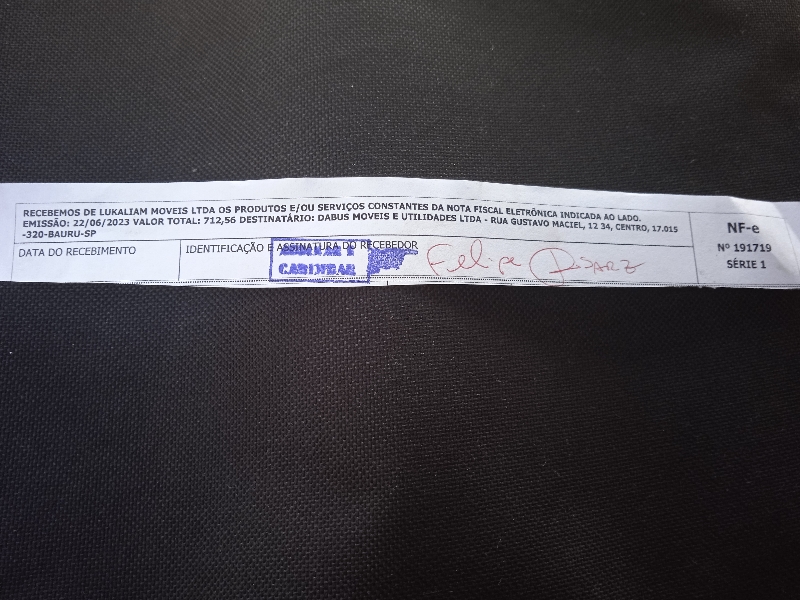 RECEBEMOS DE LUKALIAM MOVEIS LTDA OS PRODUTOS E/OU SERVIÇOS CONSTANTES DA NOTA FISCAL ELETRÔNICA INDICADA AO LADO.
EMISSÃO: 22/06/2023 VALOR TOTAL: 712,56 DESTINATÁRIO: DABUS MOVEIS E UTILIDADES LTDA - RUA GUSTAVO MACIEL, 12 34, CENTRO, 17.015
-320-BAURU-SP
DATA DO RECEBIMENTO
IDENTIFICAÇÃO E ASSINATURA DO RECEBEDOR
Felipe
NF-e
Nº 191719
SÉRIE 1